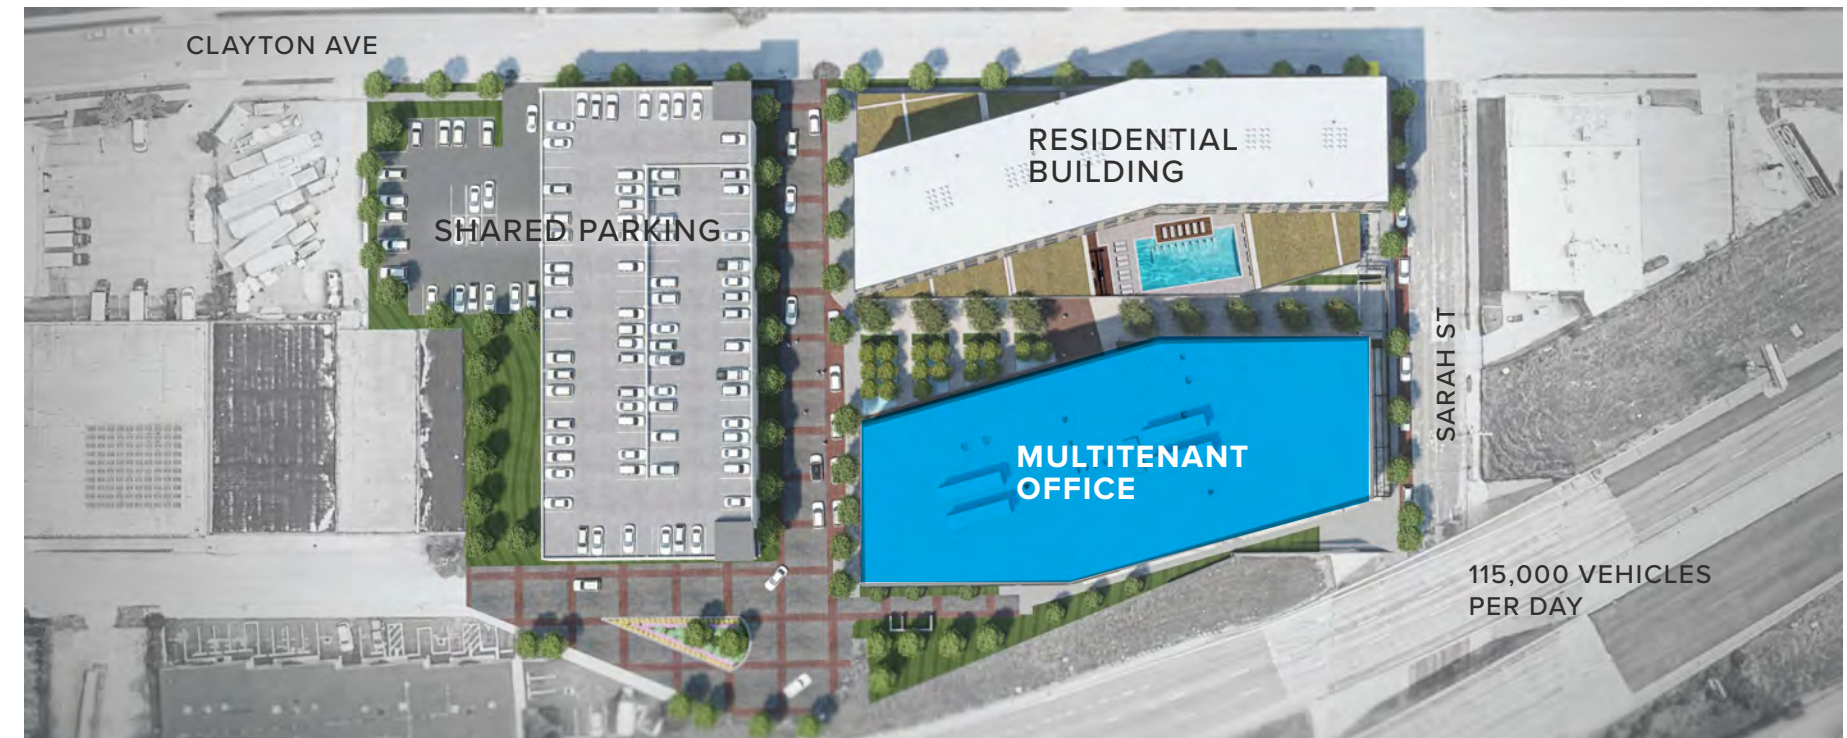 CLAYTON AVE
RESIDENTIAL
BUILDING
SHARED PARKING
SARAH ST
MULTITENANT
OFFICE
115,000 VEHICLES
PER DAY